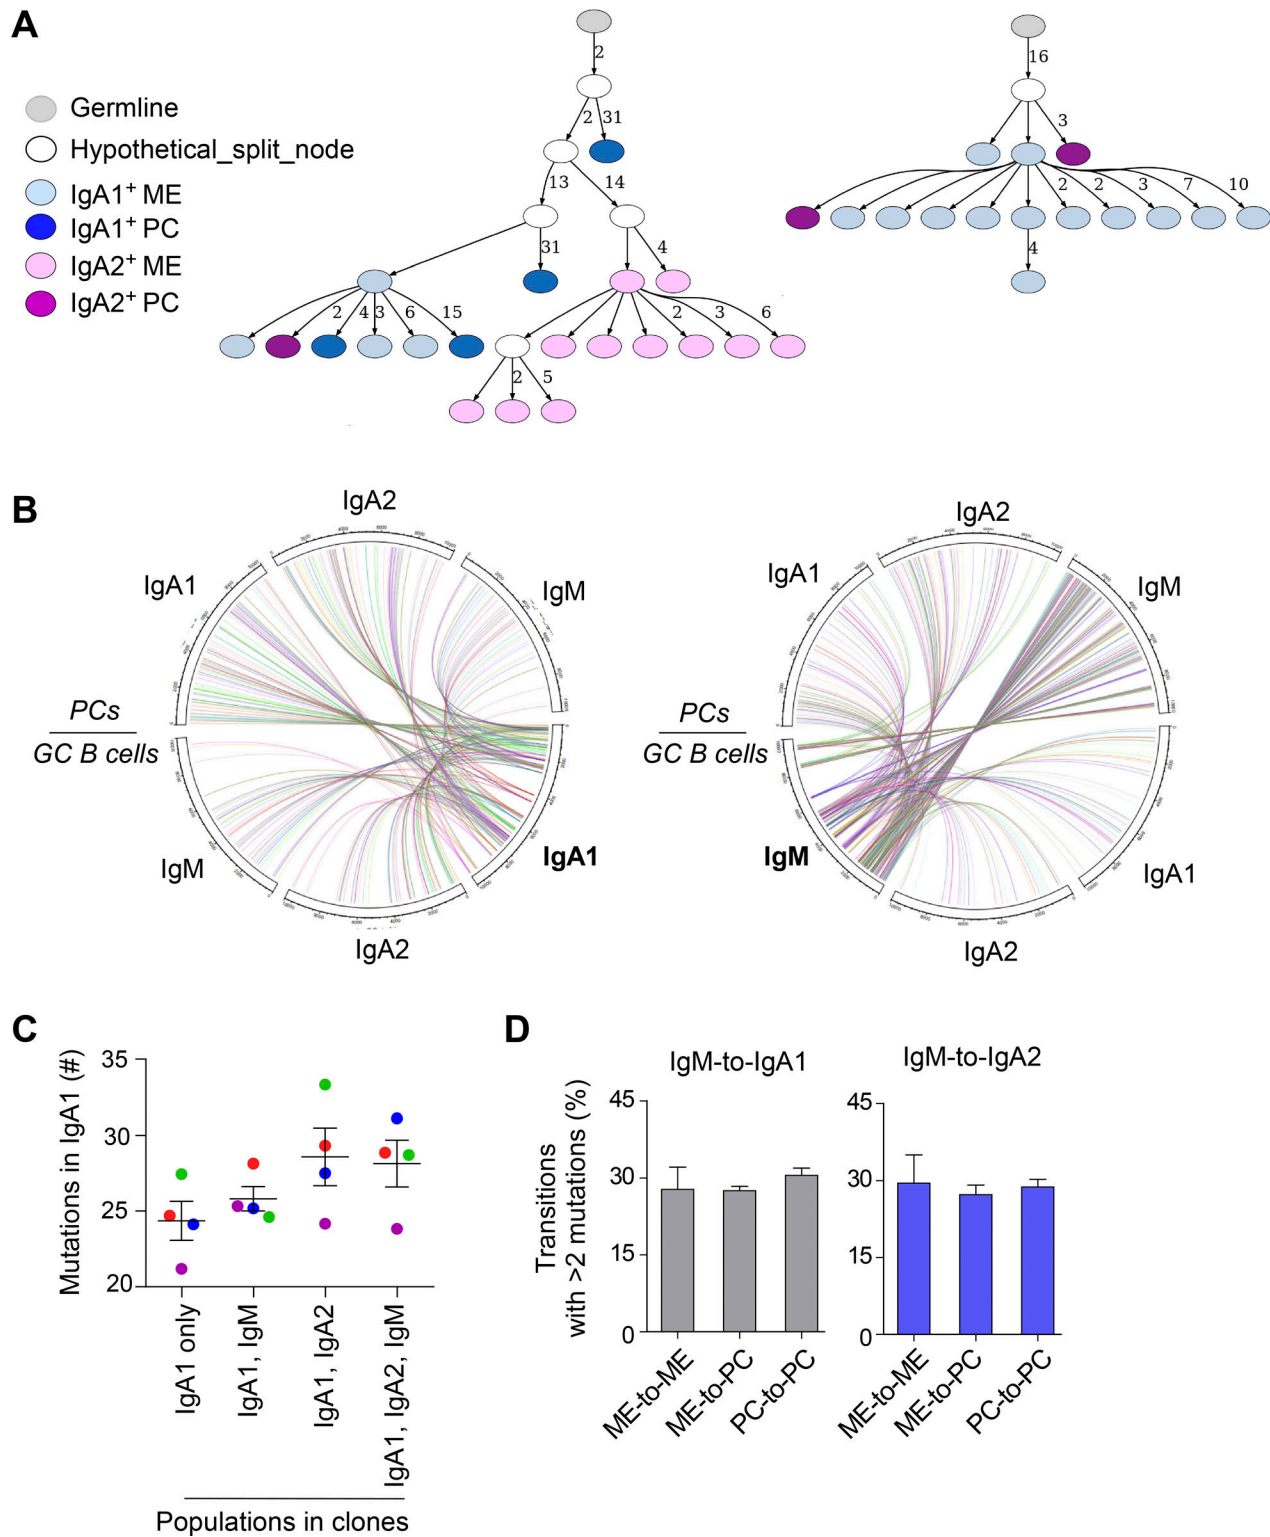 A
Germline
Hypothetical_split_node
IgA1+ ME
IgA1+ PC
IgA2+ ME
IgA2+ PC
2
2 31
13 14
31 4
2 4 3 6 15 2 3 6
2 5
16
3
2 2 3 7 10
4
B
IgA2
IgA1
IgM
PCs
GC B cells
IgM
IgA1
IgA2
IgA2
IgA1
IgM
PCs
GC B cells
IgM
IgA1
IgA2
C
Mutations in IgA1 (#)
35
30
25
20
IgA1 only
IgA1, IgM
IgA1, IgA2
IgA1, IgA2, IgM
Populations in clones
D
IgM-to-IgA1
Transitions
with >2 mutations (%)
45
30
15
0
ME-to-ME
ME-to-PC
PC-to-PC
IgM-to-IgA2
45
30
15
0
ME-to-ME
ME-to-PC
PC-to-PC